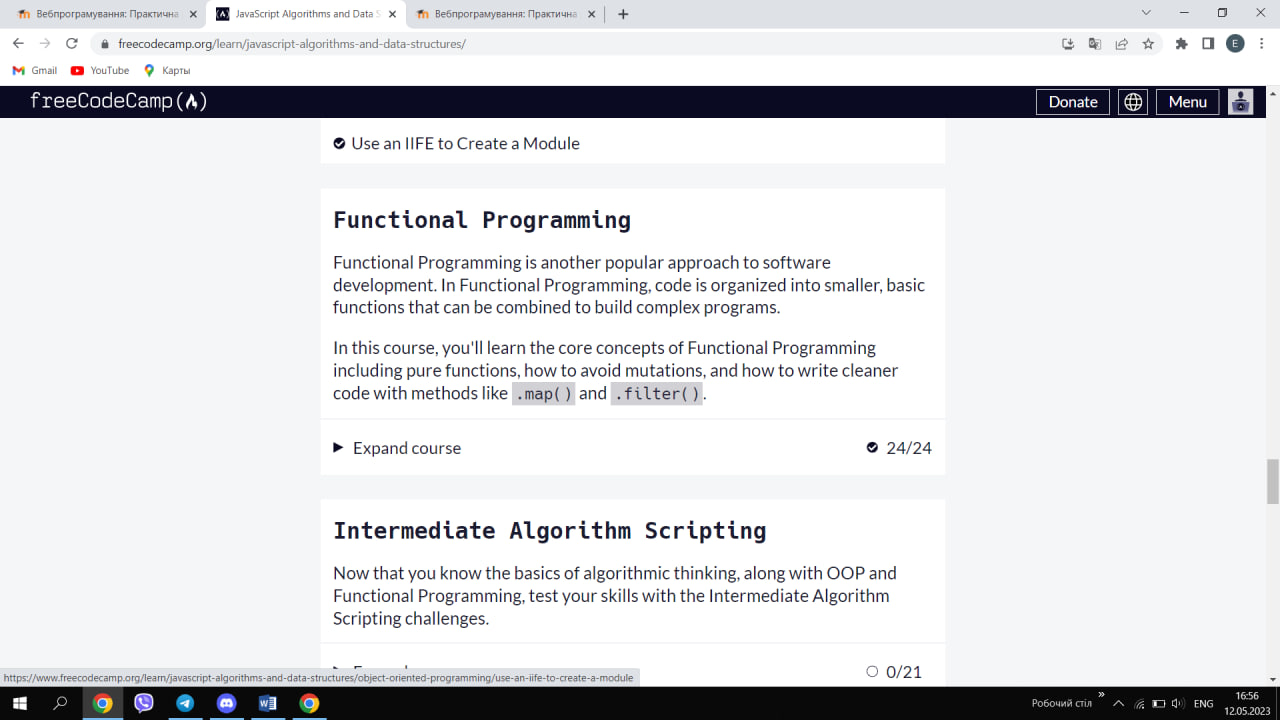 Вебпрограмування: Практична
JavaScript Algorithms and Data S
Вебпрограмування: Практична
freecodecamp.org/learn/javascript-algorithms-and-data-structures/
E
Gmail
YouTube
Карты
freeCodeCamp
Donate
Menu
Use an IIFE to Create a Module
Functional Programming
Functional Programming is another popular approach to software
development. In Functional Programming, code is organized into smaller, basic
functions that can be combined to build complex programs.
In this course, you'll learn the core concepts of Functional Programming
including pure functions, how to avoid mutations, and how to write cleaner
code with methods like .map() and .filter().
Expand course
24/24
Intermediate Algorithm Scripting
Now that you know the basics of algorithmic thinking, along with OOP and
Functional Programming, test your skills with the Intermediate Algorithm
Scripting challenges.
0/21
https://www.freecodecamp.org/learn/javascript-algorithms-and-data-structures/object-oriented-programming/use-an-iife-to-create-a-module
Робочий стіл
ENG
16:56
12.05.2023